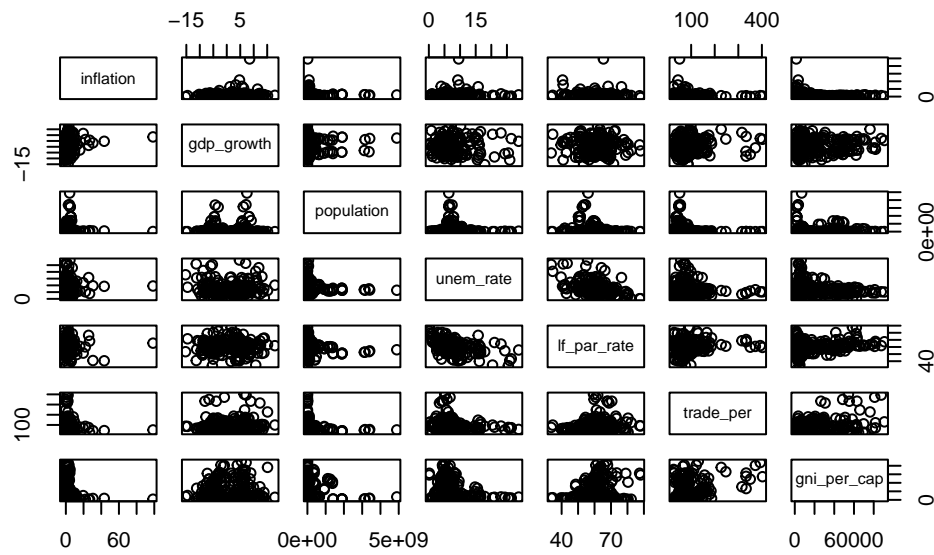 −15 5
0 15
100 400
inflation
0
−15
gdp_growth
population
0e+00
0
unem_rate
lf_par_rate
40
100
trade_per
gni_per_cap
0
0 60
0e+00 5e+09
40 70
0 60000